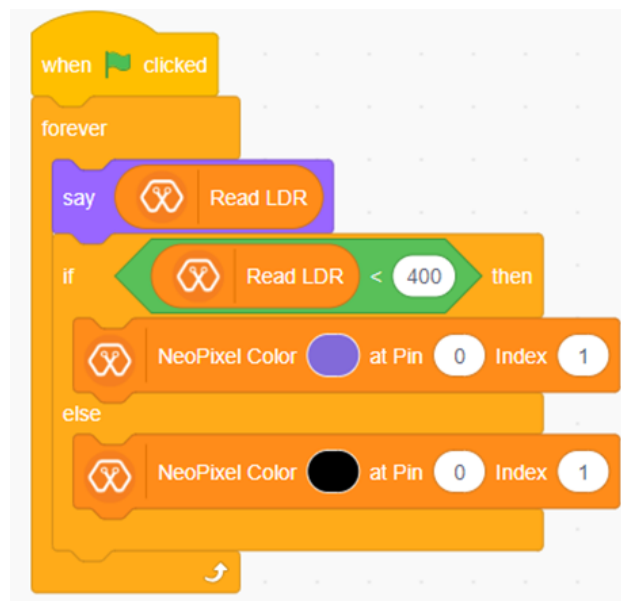 when clicked
forever
say Read LDR
if Read LDR < 400 then
NeoPixel Color at Pin 0 Index 1
else
NeoPixel Color at Pin 0 Index 1